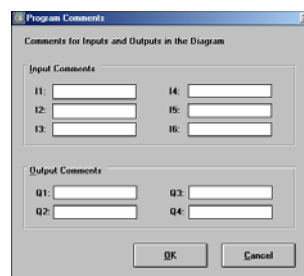 Program Comments
Comments for Inputs and Outputs in the Diagram
Input Comments
I1: I4:
I2: I5:
I3: I6:
Output Comments
Q1: Q3:
Q2: Q4:
OK Cancel